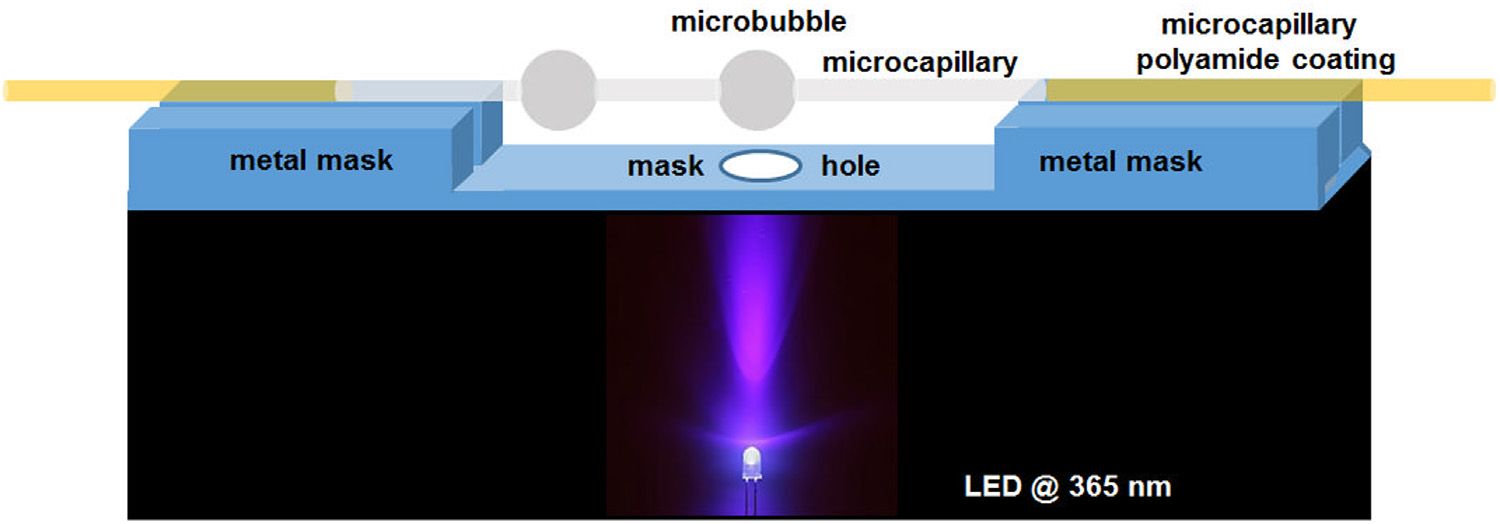 microbubble
microcapillary
microcapillary
polyamide coating
metal mask
mask
hole
metal mask
LED @ 365 nm